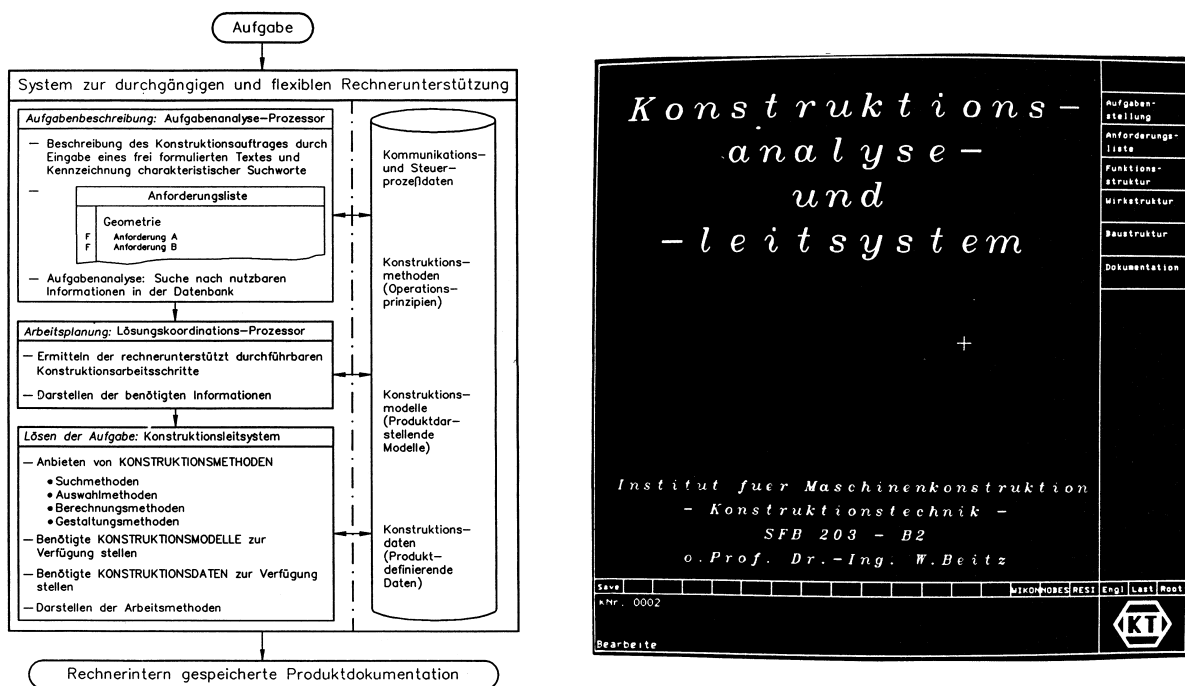 Aufgabe
System zur durchgängigen und flexiblen Rechnerunterstützung
Aufgabenbeschreibung: Aufgabenanalyse-Prozessor
— Beschreibung des Konstruktionsauftrages durch
Eingabe eines frei formulierten Textes und
Kennzeichnung charakteristischer Suchworte
—
Anforderungsliste
Geometrie
F Anforderung A
F Anforderung B
— Aufgabenanalyse: Suche nach nutzbaren
Informationen in der Datenbank
Arbeitsplanung: Lösungskoordinations-Prozessor
— Ermitteln der rechnerunterstützt durchführbaren
Konstruktionsarbeitsschritte
— Darstellen der benötigten Informationen
Lösen der Aufgabe: Konstruktionsleitsystem
— Anbieten von KONSTRUKTIONSMETHODEN
• Suchmethoden
• Auswahlmethoden
• Berechnungsmethoden
• Gestaltungsmethoden
— Benötigte KONSTRUKTIONSMODELLE zur
Verfügung stellen
— Benötigte KONSTRUKTIONSDATEN zur Verfügung
stellen
— Darstellen der Arbeitsmethoden
Kommunikations-
und Steuer-
prozeßdaten
Konstruktions-
methoden
(Operations-
prinzipien)
Konstruktions-
modelle
(Produktdar-
stellende
Modelle)
Konstruktions-
daten
(Produkt-
definierende
Daten)
Rechnerintern gespeicherte Produktdokumentation
Konstruktions-
analyse-
und
-leitsystem
Institut fuer Maschinenkonstruktion
- Konstruktionstechnik -
SFB 203 - B2
o.Prof. Dr.-Ing. W.Beitz
Aufgaben-
stellung
Anforderungs-
liste
Funktions-
struktur
Wirkstruktur
Baustruktur
Dokumentation
Save WIKON NOBES RESI Engl Last Root
KNr. 0002
Bearbeite
KT